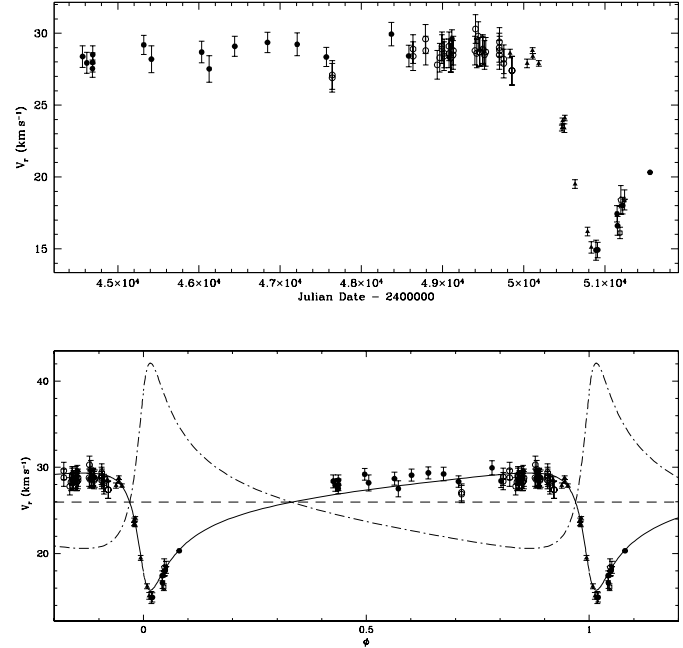 30
25
20
15
V_r (km s⁻¹)
4.5×10⁴ 4.6×10⁴ 4.7×10⁴ 4.8×10⁴ 4.9×10⁴ 5×10⁴ 5.1×10⁴
Julian Date − 2400000
40
30
20
V_r (km s⁻¹)
0 0.5 1
φ